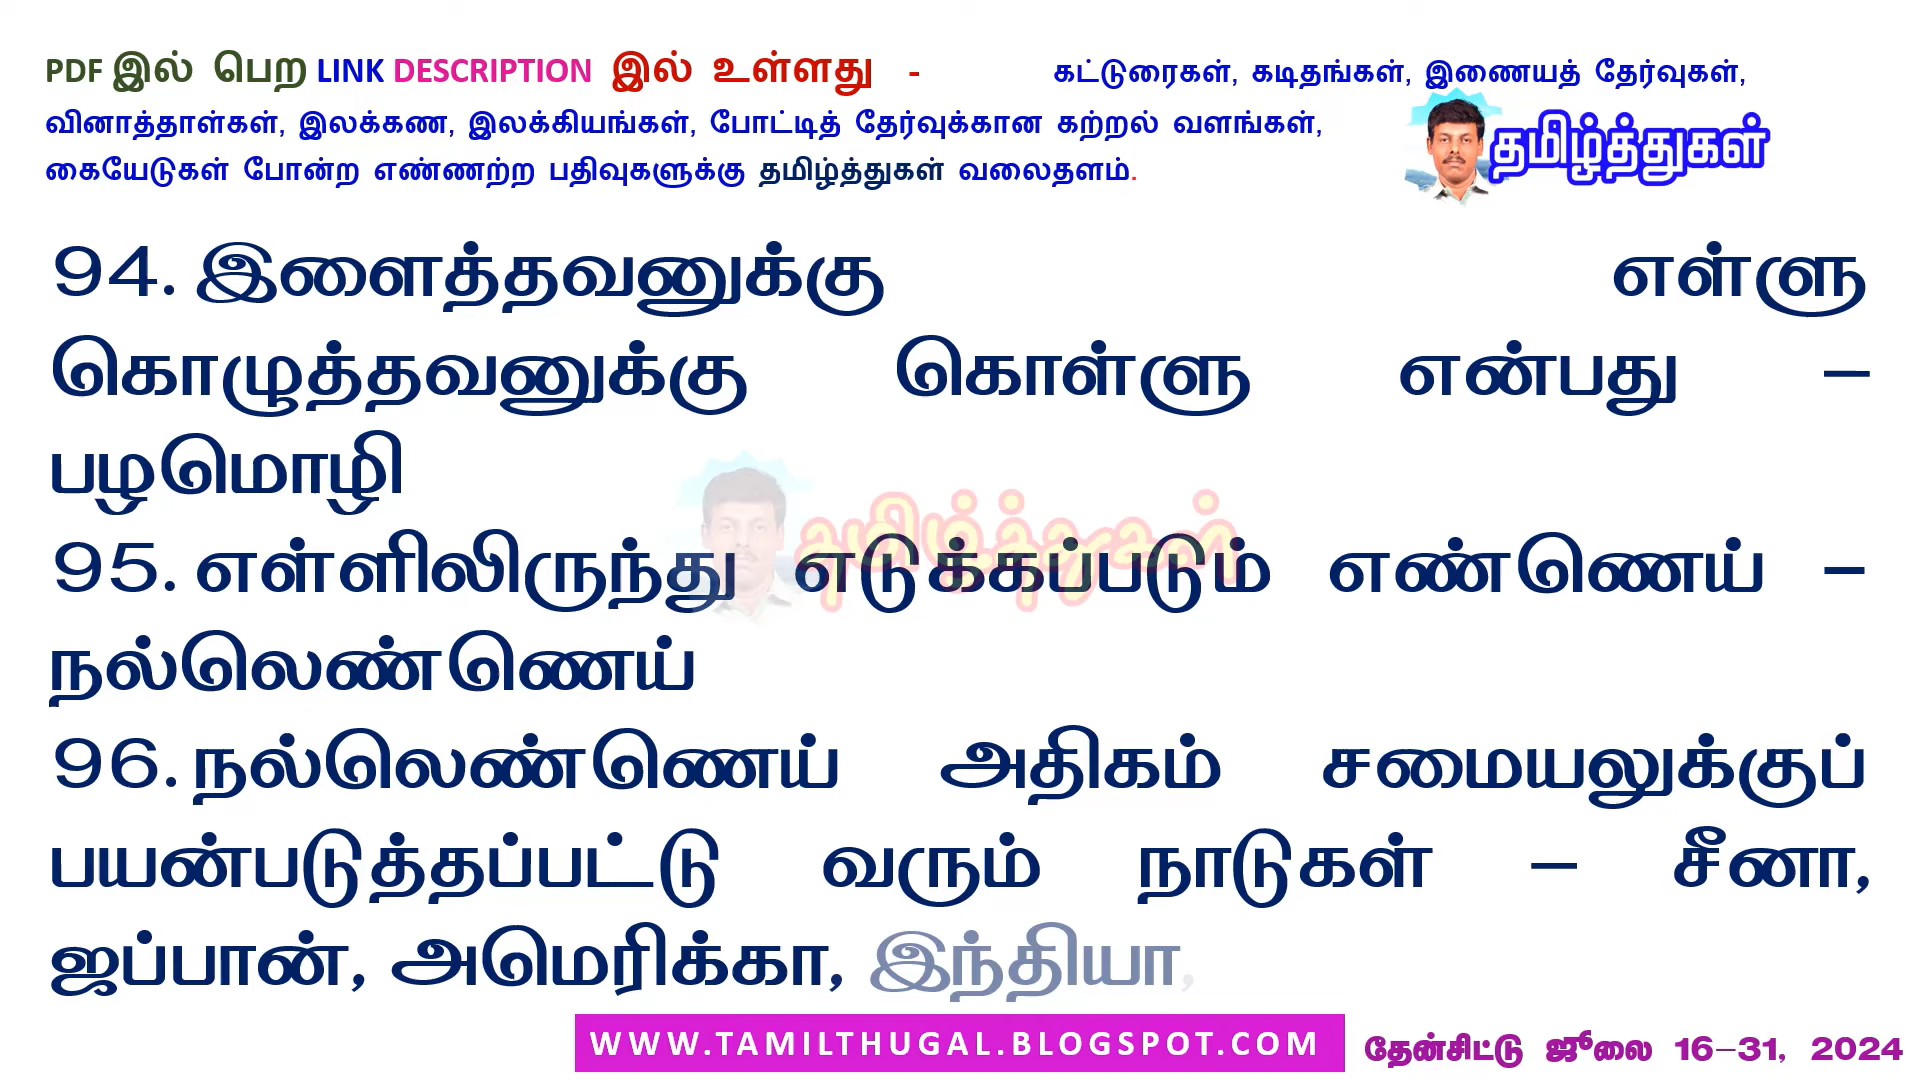 PDF இல் பெற LINK DESCRIPTION இல் உள்ளது - கட்டுரைகள், கடிதங்கள், இணையத் தேர்வுகள்,
வினாத்தாள்கள், இலக்கண, இலக்கியங்கள், போட்டித் தேர்வுக்கான கற்றல் வளங்கள்,
கையேடுகள் போன்ற எண்ணற்ற பதிவுகளுக்கு தமிழ்த்துகள் வலைதளம்.
தமிழ்த்துகள்
94. இளைத்தவனுக்கு எள்ளு
கொழுத்தவனுக்கு கொள்ளு என்பது –
பழமொழி
தமிழ்த்துகள்
95. எள்ளிலிருந்து எடுக்கப்படும் எண்ணெய் –
நல்லெண்ணெய்
96. நல்லெண்ணெய் அதிகம் சமையலுக்குப்
பயன்படுத்தப்பட்டு வரும் நாடுகள் – சீனா,
ஜப்பான், அமெரிக்கா, இந்தியா,
WWW.TAMILTHUGAL.BLOGSPOT.COM
தேன்சிட்டு ஜூலை 16-31, 2024